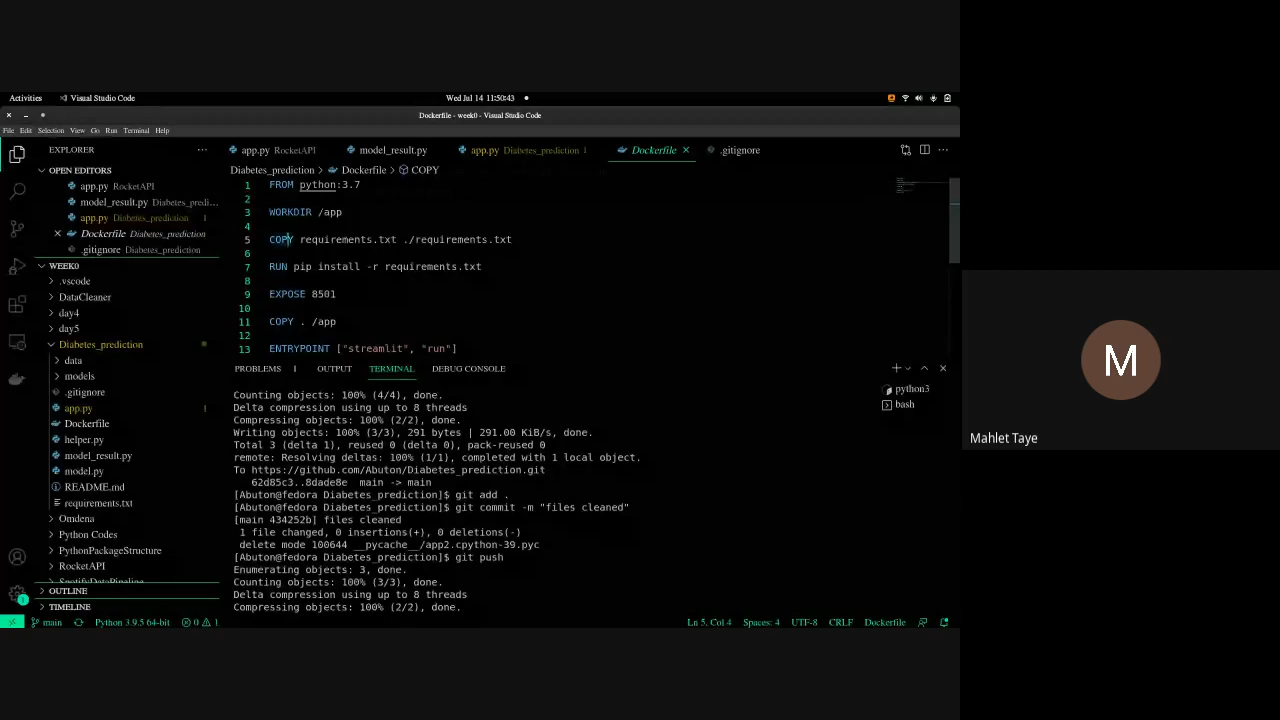 Activities
Visual Studio Code
Wed Jul 14 11:50:43
Dockerfile - week0 - Visual Studio Code
File Edit Selection View Go Run Terminal Help
EXPLORER
OPEN EDITORS
app.py RocketAPI
model_result.py Diabetes_predi...
app.py Diabetes_prediction 1
Dockerfile Diabetes_prediction
.gitignore Diabetes_prediction
WEEK0
.vscode
DataCleaner
day4
day5
Diabetes_prediction
data
models
.gitignore
app.py 1
Dockerfile
helper.py
model_result.py
model.py
README.md
requirements.txt
Omdena
Python Codes
PythonPackageStructure
RocketAPI
SpotifyDataPipeline
OUTLINE
TIMELINE
app.py RocketAPI
model_result.py
app.py Diabetes_prediction 1
Dockerfile
.gitignore
Diabetes_prediction > Dockerfile > COPY
1 FROM python:3.7
2
3 WORKDIR /app
4
5 COPY requirements.txt ./requirements.txt
6
7 RUN pip install -r requirements.txt
8
9 EXPOSE 8501
10
11 COPY . /app
12
13 ENTRYPOINT ["streamlit", "run"]
PROBLEMS 1 OUTPUT TERMINAL DEBUG CONSOLE
python3
bash
Counting objects: 100% (4/4), done.
Delta compression using up to 8 threads
Compressing objects: 100% (2/2), done.
Writing objects: 100% (3/3), 291 bytes | 291.00 KiB/s, done.
Total 3 (delta 1), reused 0 (delta 0), pack-reused 0
remote: Resolving deltas: 100% (1/1), completed with 1 local object.
To https://github.com/Abuton/Diabetes_prediction.git
62d85c3..8dade8e main -> main
[Abuton@fedora Diabetes_prediction]$ git add .
[Abuton@fedora Diabetes_prediction]$ git commit -m "files cleaned"
[main 434252b] files cleaned
1 file changed, 0 insertions(+), 0 deletions(-)
delete mode 100644 __pycache__/app2.cpython-39.pyc
[Abuton@fedora Diabetes_prediction]$ git push
Enumerating objects: 3, done.
Counting objects: 100% (3/3), done.
Delta compression using up to 8 threads
Compressing objects: 100% (2/2), done.
1
main
Python 3.9.5 64-bit
0
1
Ln 5, Col 4
Spaces: 4
UTF-8
CRLF
Dockerfile
M
Mahlet Taye